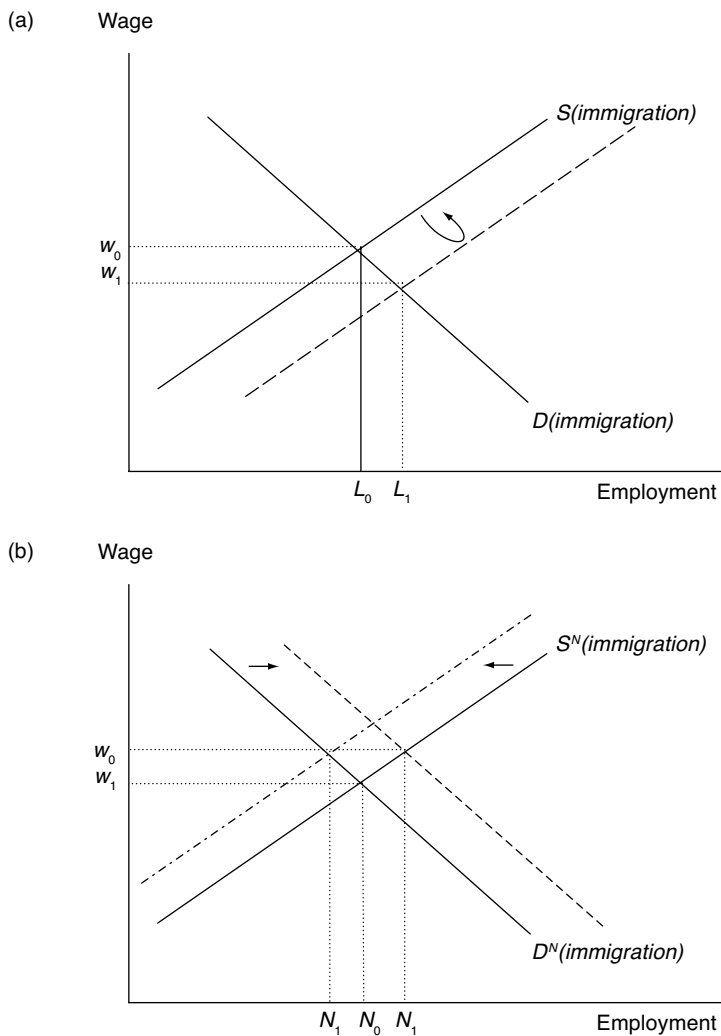 (a) Wage
S(immigration)
w₀
w₁
D(immigration)
L₀ L₁ Employment
(b) Wage
Sᴺ(immigration)
w₀
w₁
Dᴺ(immigration)
N₁ N₀ N₁ Employment